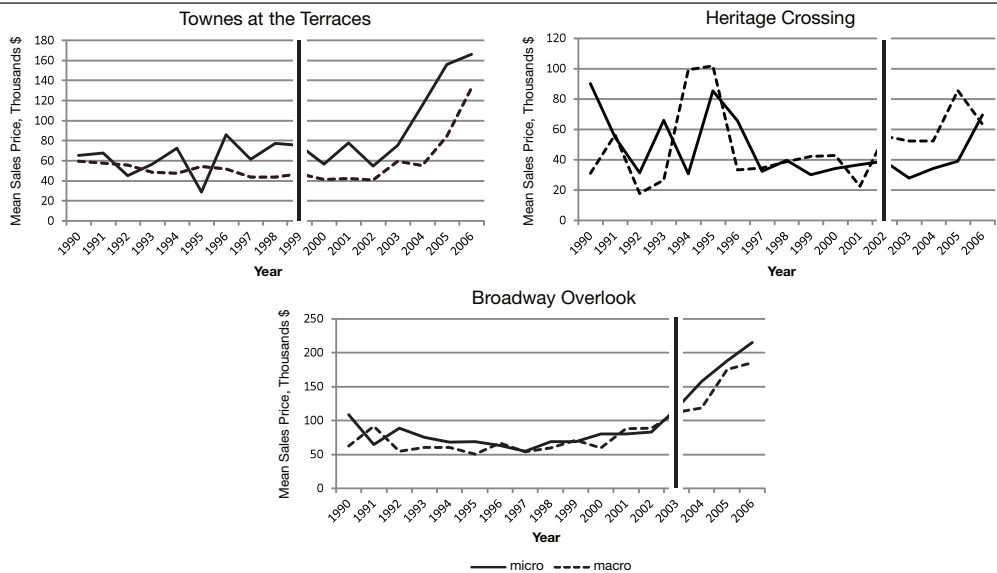 Townes at the Terraces
Mean Sales Price, Thousands $
180
160
140
120
100
80
60
40
20
0
1990 1991 1992 1993 1994 1995 1996 1997 1998 1999 2000 2001 2002 2003 2004 2005 2006
Year
Heritage Crossing
Mean Sales Price, Thousands $
120
100
80
60
40
20
0
1990 1991 1992 1993 1994 1995 1996 1997 1998 1999 2000 2001 2002 2003 2004 2005 2006
Year
Broadway Overlook
Mean Sales Price, Thousands $
250
200
150
100
50
0
1990 1991 1992 1993 1994 1995 1996 1997 1998 1999 2000 2001 2002 2003 2004 2005 2006
Year
micro macro